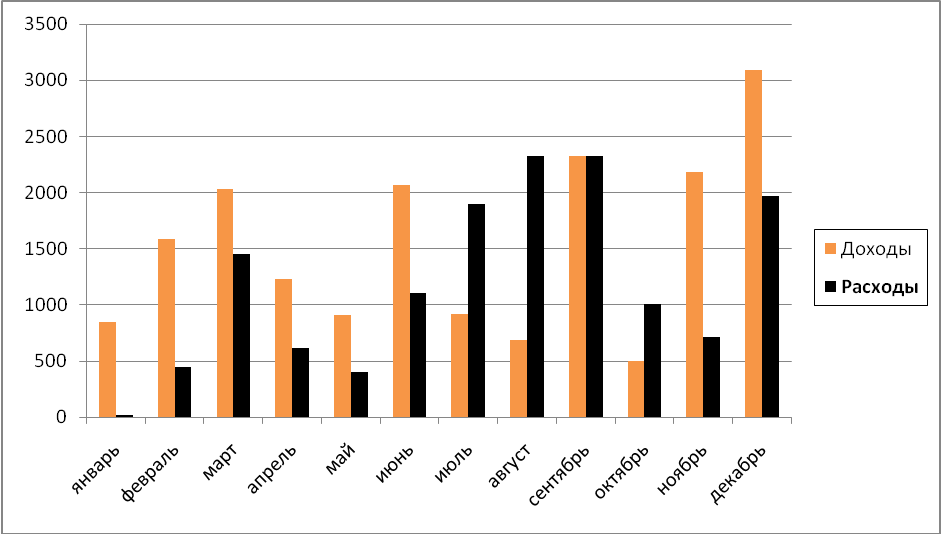 3500
3000
2500
2000
1500
1000
500
0
январь
февраль
март
апрель
май
июнь
июль
август
сентябрь
октябрь
ноябрь
декабрь
Доходы
Расходы